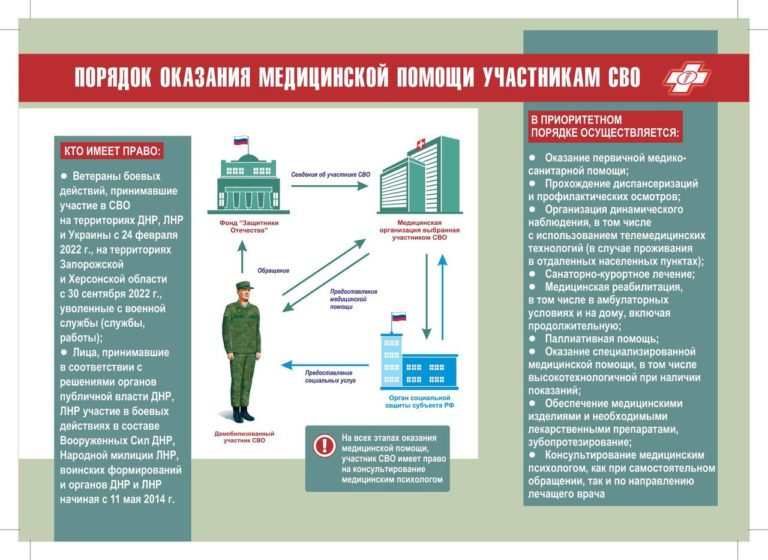 ПОРЯДОК ОКАЗАНИЯ МЕДИЦИНСКОЙ ПОМОЩИ УЧАСТНИКАМ СВО
КТО ИМЕЕТ ПРАВО:
● Ветераны боевых
действий, принимавшие
участие в СВО
на территориях ДНР, ЛНР
и Украины с 24 февраля
2022 г., на территориях
Запорожской
и Херсонской области
с 30 сентября 2022 г.,
уволенные с военной
службы (службы,
работы);
● Лица, принимавшие
в соответствии с
решениями органов
публичной власти ДНР,
ЛНР участие в боевых
действиях в составе
Вооруженных Сил ДНР,
Народной милиции ЛНР,
воинских формирований
и органов ДНР и ЛНР
начиная с 11 мая 2014 г.
Сведения об участнике СВО
Фонд "Защитники
Отечества"
Медицинская
организация выбранная
участником СВО
Обращение
Предоставление
медицинской
помощи
Предоставление
социальных услуг
Орган социальной
защиты субъекта РФ
Демобилизованный
участник СВО
На всех этапах оказания
медицинской помощи,
участник СВО имеет право
на консультирование
медицинским психологом
В ПРИОРИТЕТНОМ
ПОРЯДКЕ ОСУЩЕСТВЛЯЕТСЯ:
● Оказание первичной медико-
санитарной помощи;
● Прохождение диспансеризаций
и профилактических осмотров;
● Организация динамического
наблюдения, в том числе
с использованием телемедицинских
технологий (в случае проживания
в отдаленных населенных пунктах);
● Санаторно-курортное лечение;
● Медицинская реабилитация,
в том числе в амбулаторных
условиях и на дому, включая
продолжительную;
● Паллиативная помощь;
● Оказание специализированной
медицинской помощи, в том числе
высокотехнологичной при наличии
показаний;
● Обеспечение медицинскими
изделиями и необходимыми
лекарственными препаратами,
зубопротезирование;
● Консультирование медицинским
психологом, как при самостоятельном
обращении, так и по направлению
лечащего врача